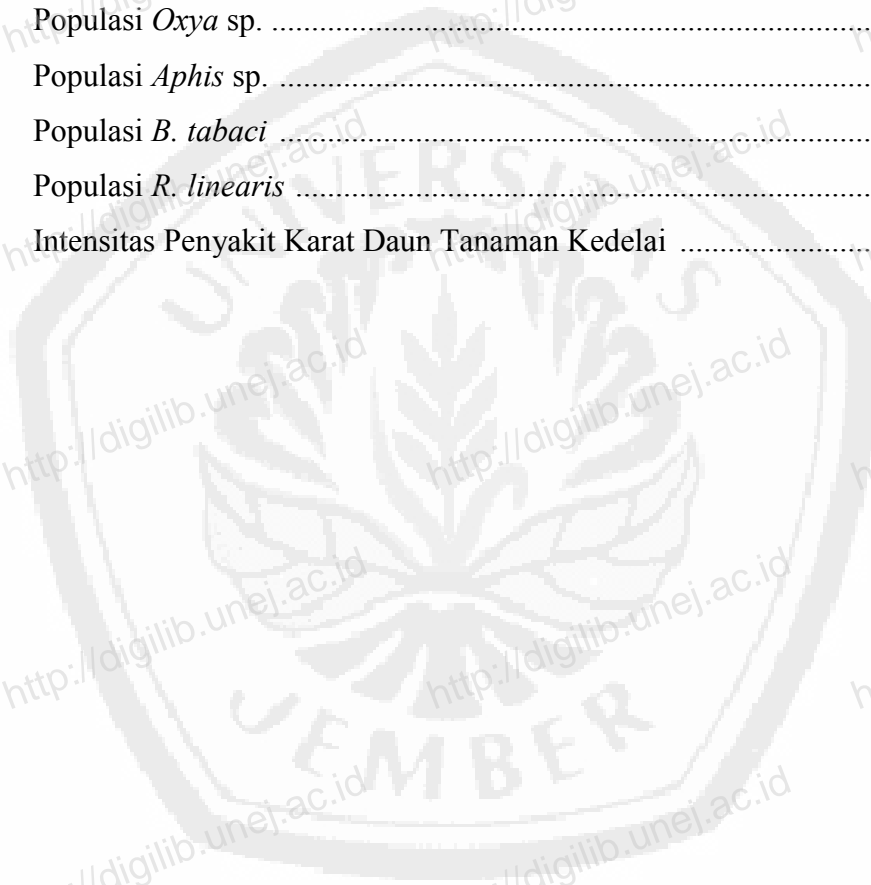 Populasi Oxya sp. ........................................................................
Populasi Aphis sp. .......................................................................
Populasi B. tabaci .......................................................................
Populasi R. linearis .....................................................................
Intensitas Penyakit Karat Daun Tanaman Kedelai ........................
UNIVERSITAS
JEMBER
http://digilib.unej.ac.id
http://digilib.unej.ac.id
http://digilib.unej.ac.id
http://digilib.unej.ac.id
http://digilib.unej.ac.id
http://digilib.unej.ac.id
http://digilib.unej.ac.id
http://digilib.unej.ac.id